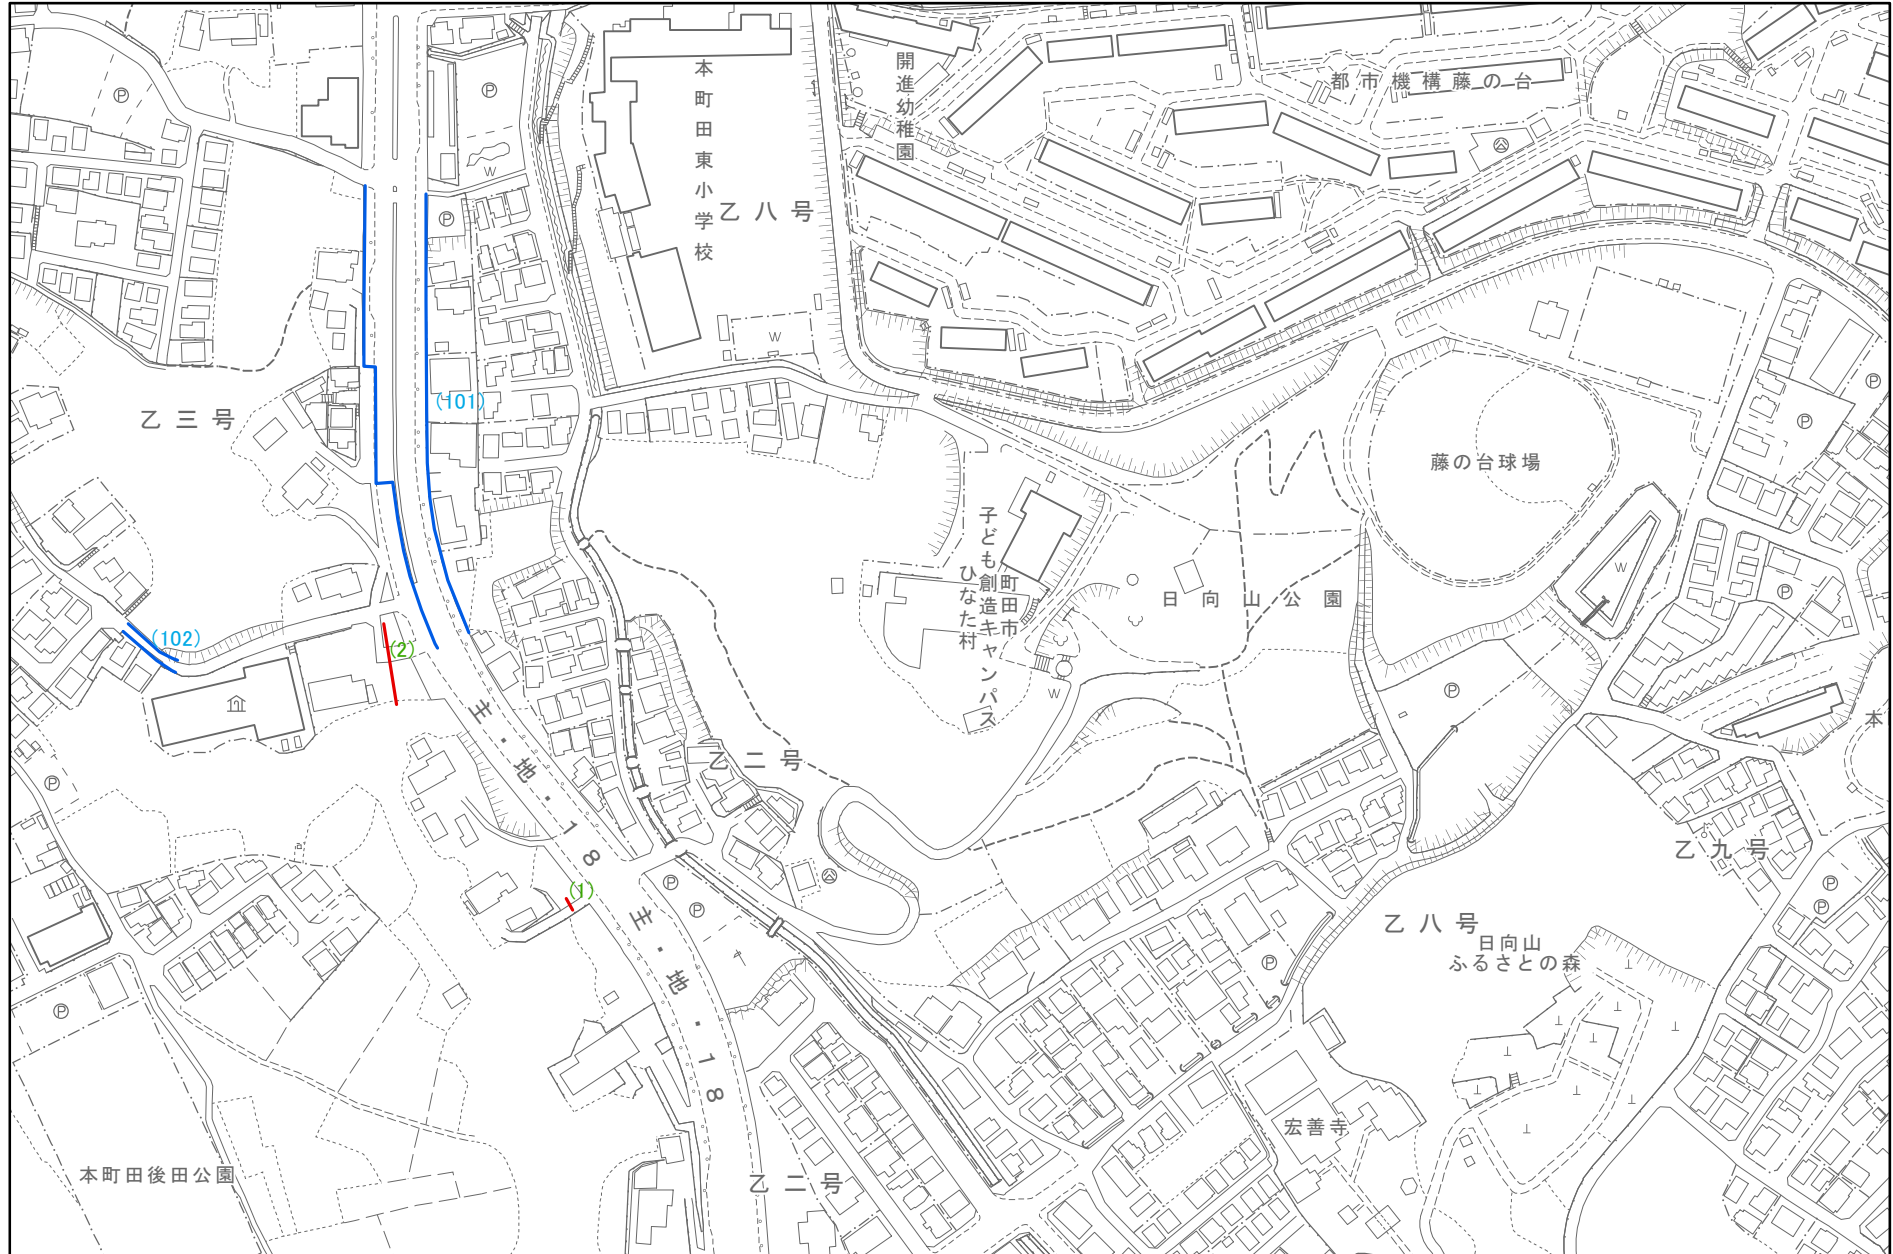 本町田東小学校
開進幼稚園
都市機構藤の台
乙八号
(101)
乙三号
藤の台球場
子ども創造キャンパス
ひなた村
町田市
日向山公園
(102)
(2)
主・地・18
乙二号
乙九号
本
(1)
主・地・18
乙八号
日向山
ふるさとの森
宏善寺
本町田後田公園
乙二号
P
P
P
P
P
P
P
P
P
P
P
P
P
P
W
W
W
W